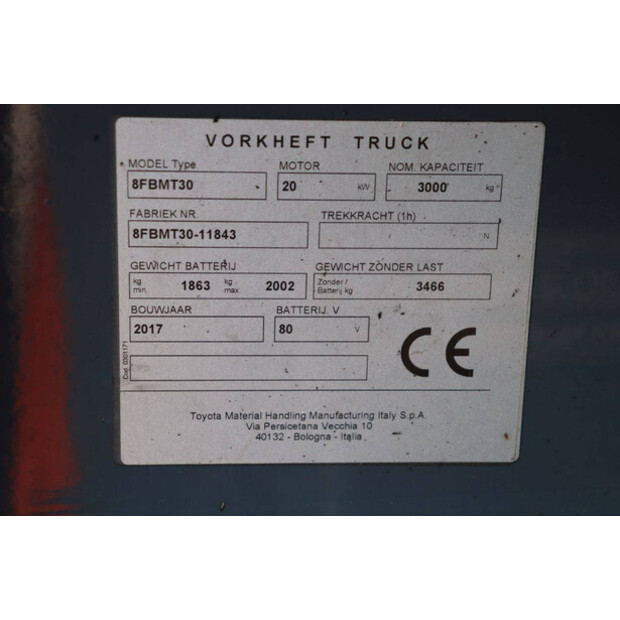 VORKHEFT TRUCK
MODEL Type MOTOR NOM. KAPACITEIT
8FBMT30 20 kW 3000 kg
FABRIEK NR. TREKKRACHT (1h)
8FBMT30-11843 N
GEWICHT BATTERIJ GEWICHT ZONDER LAST
kg min. 1863 kg max. 2002 Zonder / Batterij kg 3466
BOUWJAAR BATTERIJ. V
2017 80 V
CE
Cod. 0301171
Toyota Material Handling Manufacturing Italy S.p.A.
Via Persicetana Vecchia 10
40132 - Bologna - Italia